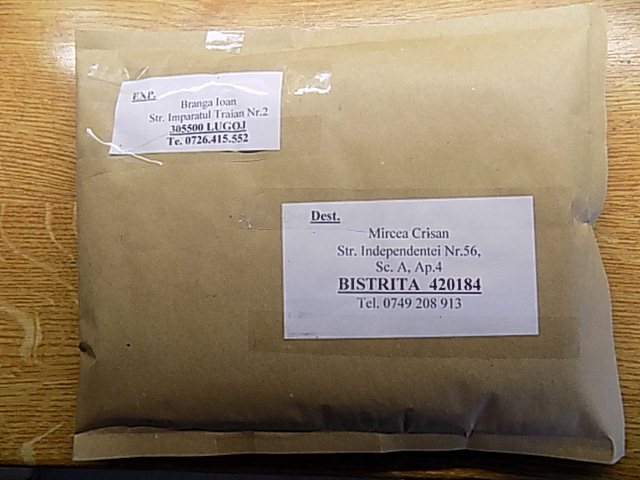 EXP.
Branga Ioan
Str. Imparatul Traian Nr.2
305500 LUGOJ
Te. 0726.415.552
Dest.
Mircea Crisan
Str. Independentei Nr.56,
Sc. A, Ap.4
BISTRITA 420184
Tel. 0749 208 913